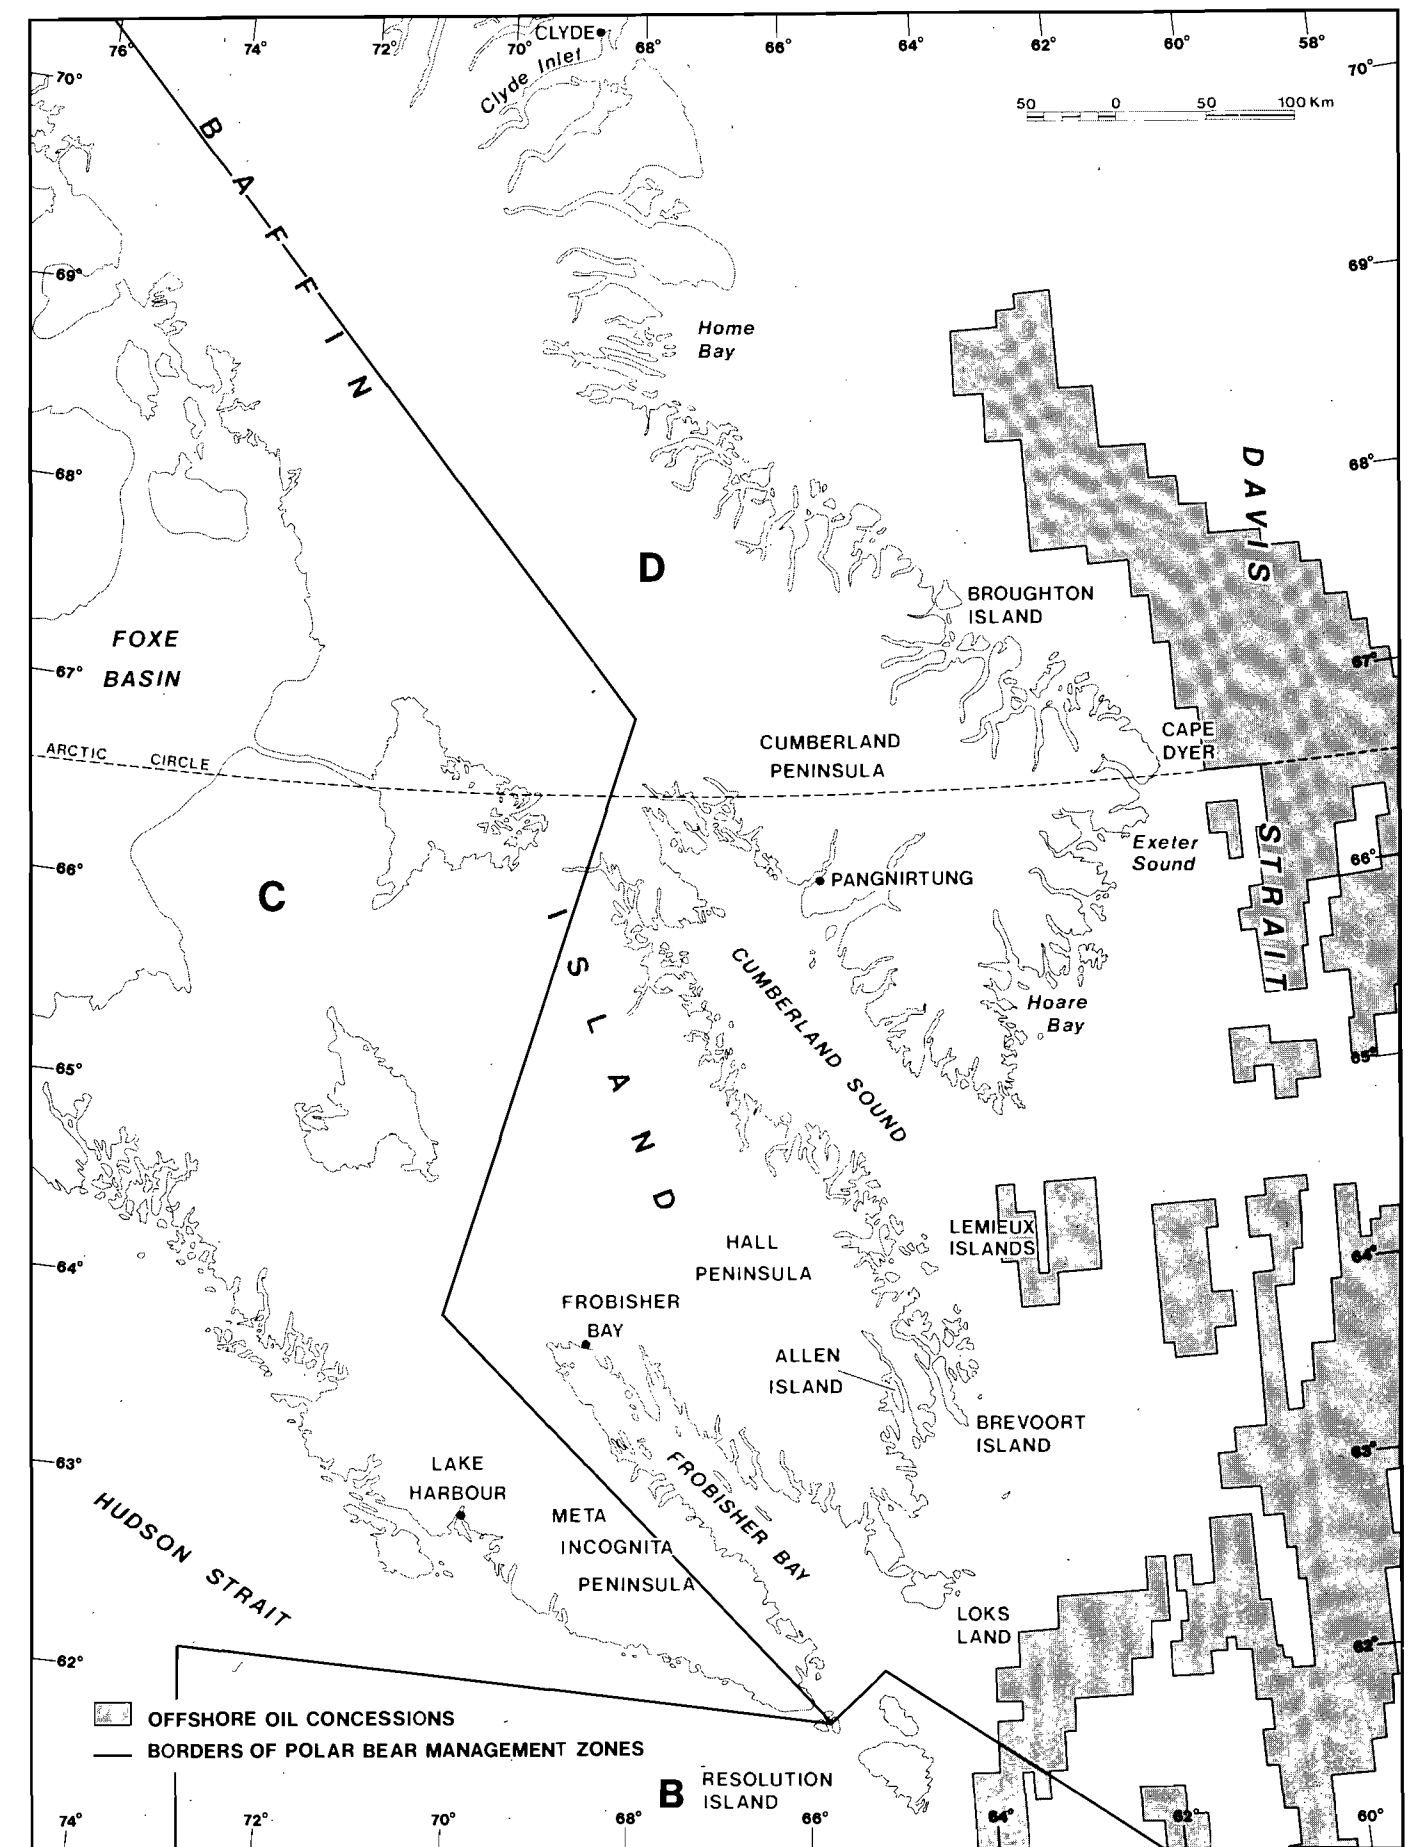 76° 74° 72° 70° 68° 66° 64° 62° 60° 58°
CLYDE
Clyde Inlet
70° 70°
50 0 50 100 Km
BAFFIN
69° 69°
Home
Bay
68° 68°
DAVIS
D
BROUGHTON
ISLAND
FOXE
BASIN
67° 67°
CAPE
DYER
CUMBERLAND
PENINSULA
ARCTIC CIRCLE
Exeter
Sound
STRAIT
66° 66°
C
PANGNIRTUNG
ISLAND
CUMBERLAND SOUND
Hoare
Bay
65° 65°
LEMIEUX
ISLANDS
HALL
PENINSULA
64° 64°
FROBISHER
BAY
ALLEN
ISLAND
BREVOORT
ISLAND
63° 63°
LAKE
HARBOUR
FROBISHER BAY
HUDSON STRAIT
META
INCOGNITA
PENINSULA
LOKS
LAND
62° 62°
OFFSHORE OIL CONCESSIONS
BORDERS OF POLAR BEAR MANAGEMENT ZONES
B
RESOLUTION
ISLAND
74° 72° 70° 68° 66° 64° 62° 60°